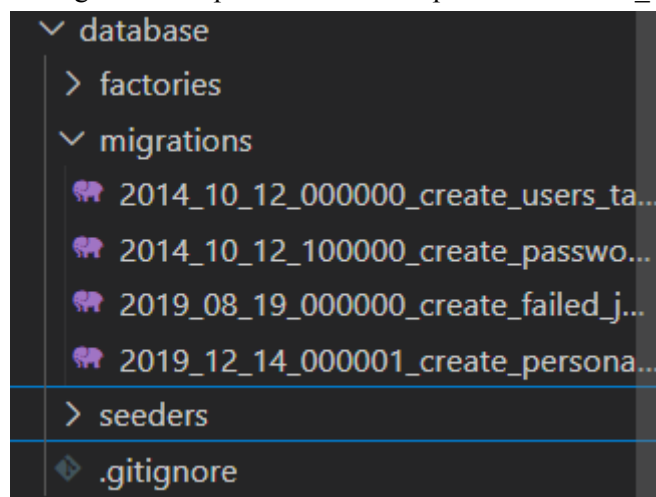 database
factories
migrations
2014_10_12_000000_create_users_ta...
2014_10_12_100000_create_passwo...
2019_08_19_000000_create_failed_j...
2019_12_14_000001_create_persona...
seeders
.gitignore